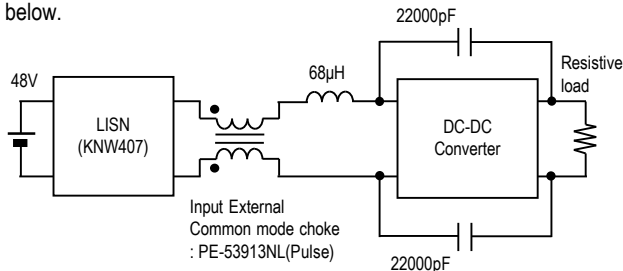 below.
22000pF
68μH
Resistive
load
48V
LISN
(KNW407)
DC-DC
Converter
Input External
Common mode choke
: PE-53913NL(Pulse)
22000pF